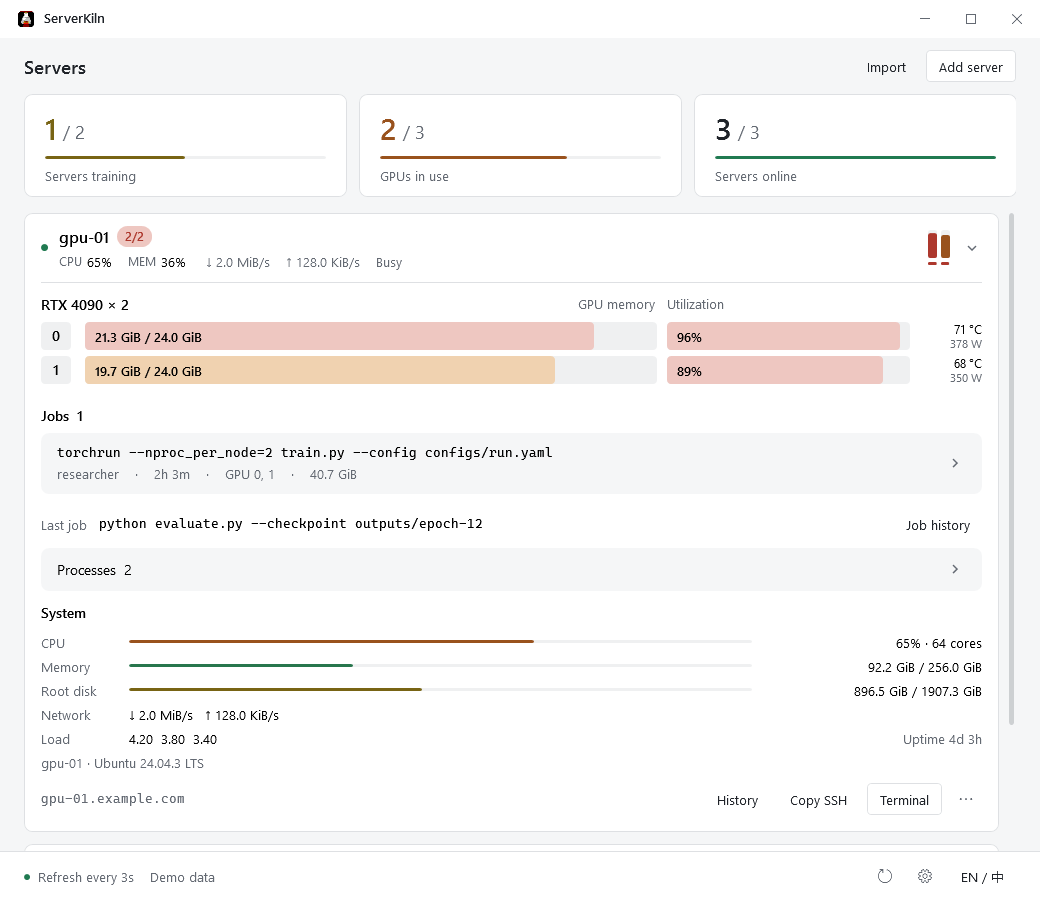 ServerKiln
Servers
Import
Add server
1 / 2
Servers training
2 / 3
GPUs in use
3 / 3
Servers online
gpu-01 2/2
CPU 65% MEM 36% ↓ 2.0 MiB/s ↑ 128.0 KiB/s Busy
RTX 4090 × 2 GPU memory Utilization
0 21.3 GiB / 24.0 GiB 96% 71 °C
378 W
1 19.7 GiB / 24.0 GiB 89% 68 °C
350 W
Jobs 1
torchrun --nproc_per_node=2 train.py --config configs/run.yaml
researcher · 2h 3m · GPU 0, 1 · 40.7 GiB
Last job python evaluate.py --checkpoint outputs/epoch-12 Job history
Processes 2
System
CPU 65% · 64 cores
Memory 92.2 GiB / 256.0 GiB
Root disk 896.5 GiB / 1907.3 GiB
Network ↓ 2.0 MiB/s ↑ 128.0 KiB/s
Load 4.20 3.80 3.40 Uptime 4d 3h
gpu-01 · Ubuntu 24.04.3 LTS
gpu-01.example.com History Copy SSH Terminal ···
Refresh every 3s Demo data EN / 中